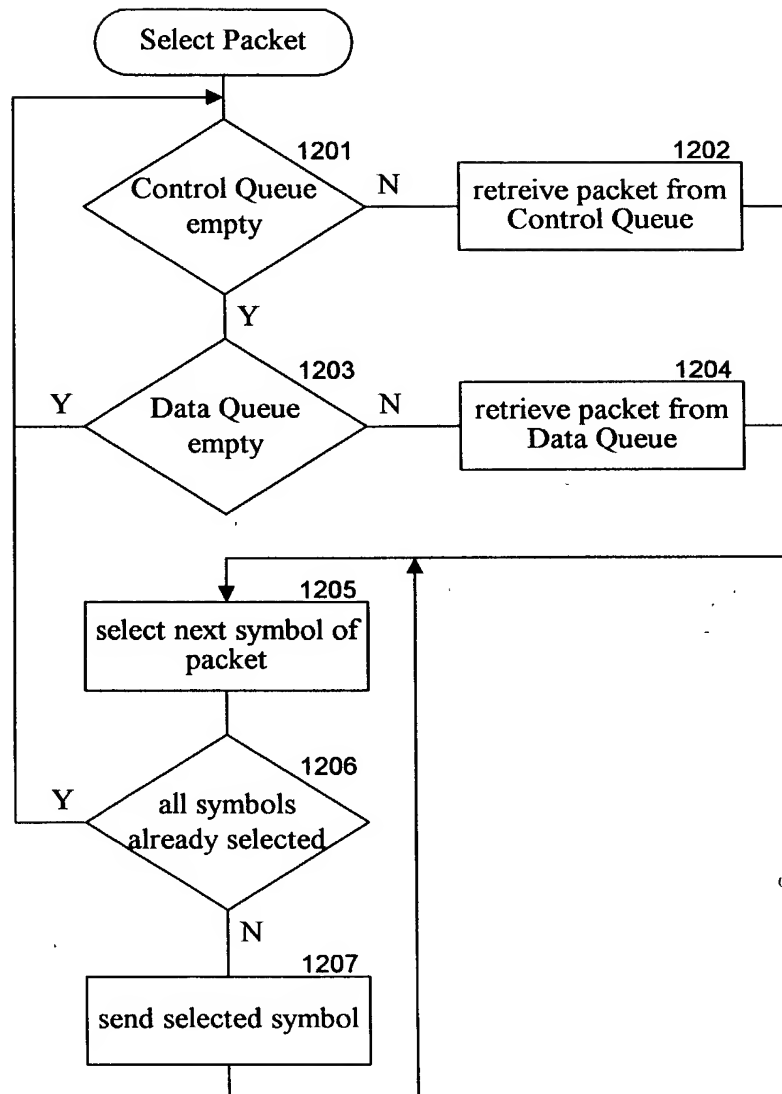 Select Packet
1201
Control Queue
empty
N
1202
retreive packet from
Control Queue
Y
1203
Y
Data Queue
empty
N
1204
retrieve packet from
Data Queue
1205
select next symbol of
packet
1206
Y
all symbols
already selected
N
1207
send selected symbol